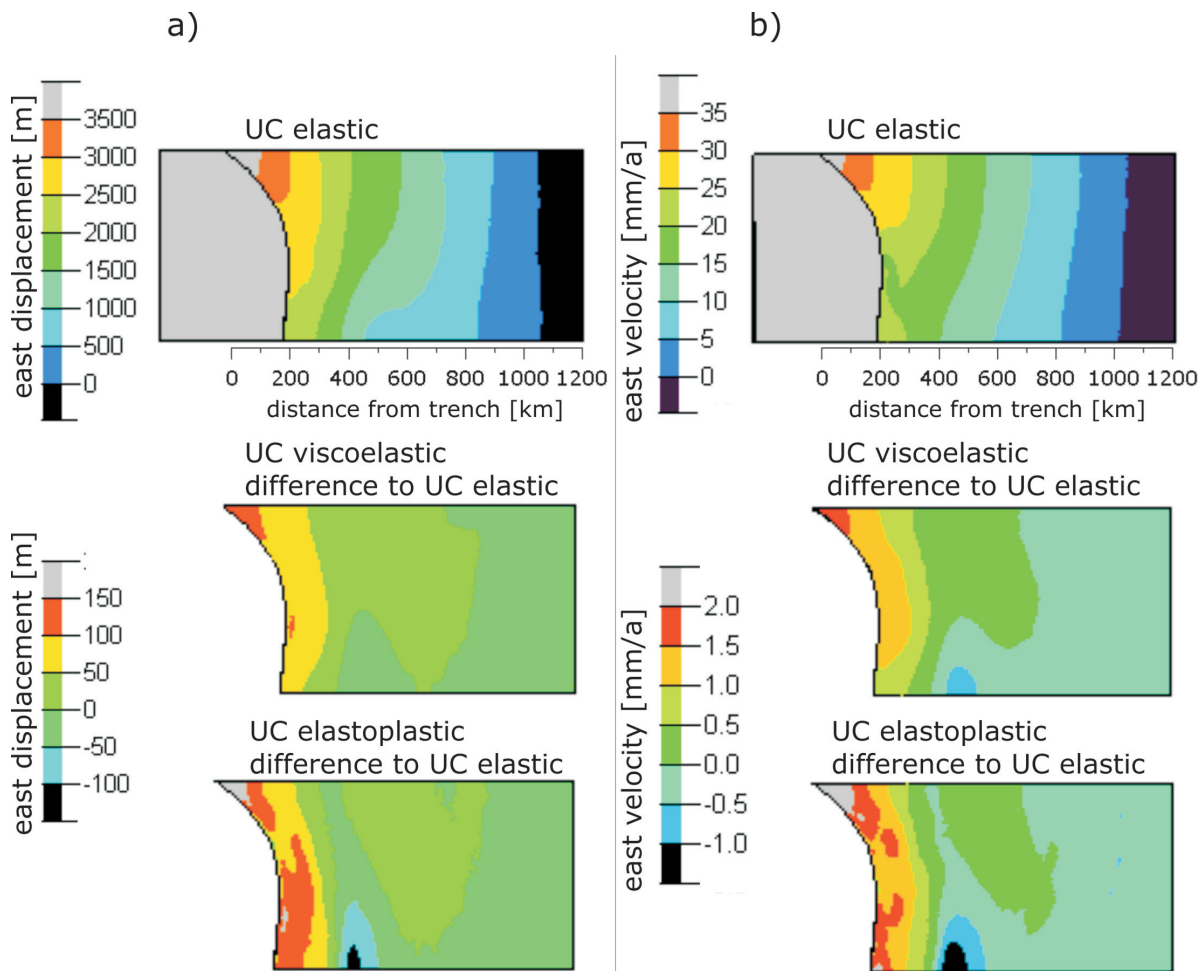 a)
b)
east displacement [m]
3500
3000
2500
2000
1500
1000
500
0
UC elastic
0 200 400 600 800 1000 1200
distance from trench [km]
east velocity [mm/a]
35
30
25
20
15
10
5
0
UC elastic
0 200 400 600 800 1000 1200
distance from trench [km]
east displacement [m]
150
100
50
0
-50
-100
UC viscoelastic
difference to UC elastic
UC elastoplastic
difference to UC elastic
east velocity [mm/a]
2.0
1.5
1.0
0.5
0.0
-0.5
-1.0
UC viscoelastic
difference to UC elastic
UC elastoplastic
difference to UC elastic